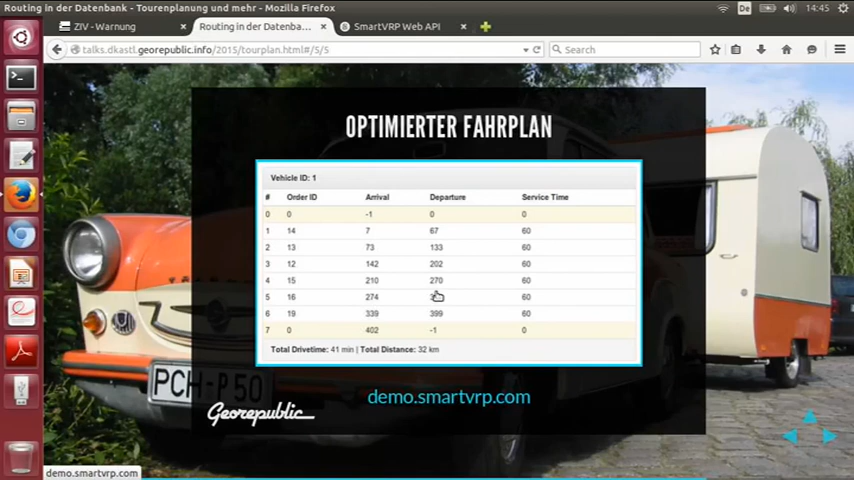 Routing in der Datenbank - Tourenplanung und mehr - Mozilla Firefox
De
14:45
ZIV - Warnung
Routing in der Datenba...
SmartVRP Web API
talks.dkastl.georepublic.info/2015/tourplan.html#/5/5
Search
OPTIMIERTER FAHRPLAN
Vehicle ID: 1
# Order ID Arrival Departure Service Time
0 0 -1 0 0
1 14 7 67 60
2 13 73 133 60
3 12 142 202 60
4 15 210 270 60
5 16 274 60
6 19 339 399 60
7 0 402 -1 0
Total Drivetime: 41 min | Total Distance: 32 km
demo.smartvrp.com
Georepublic
PCH-P 50
demo.smartvrp.com